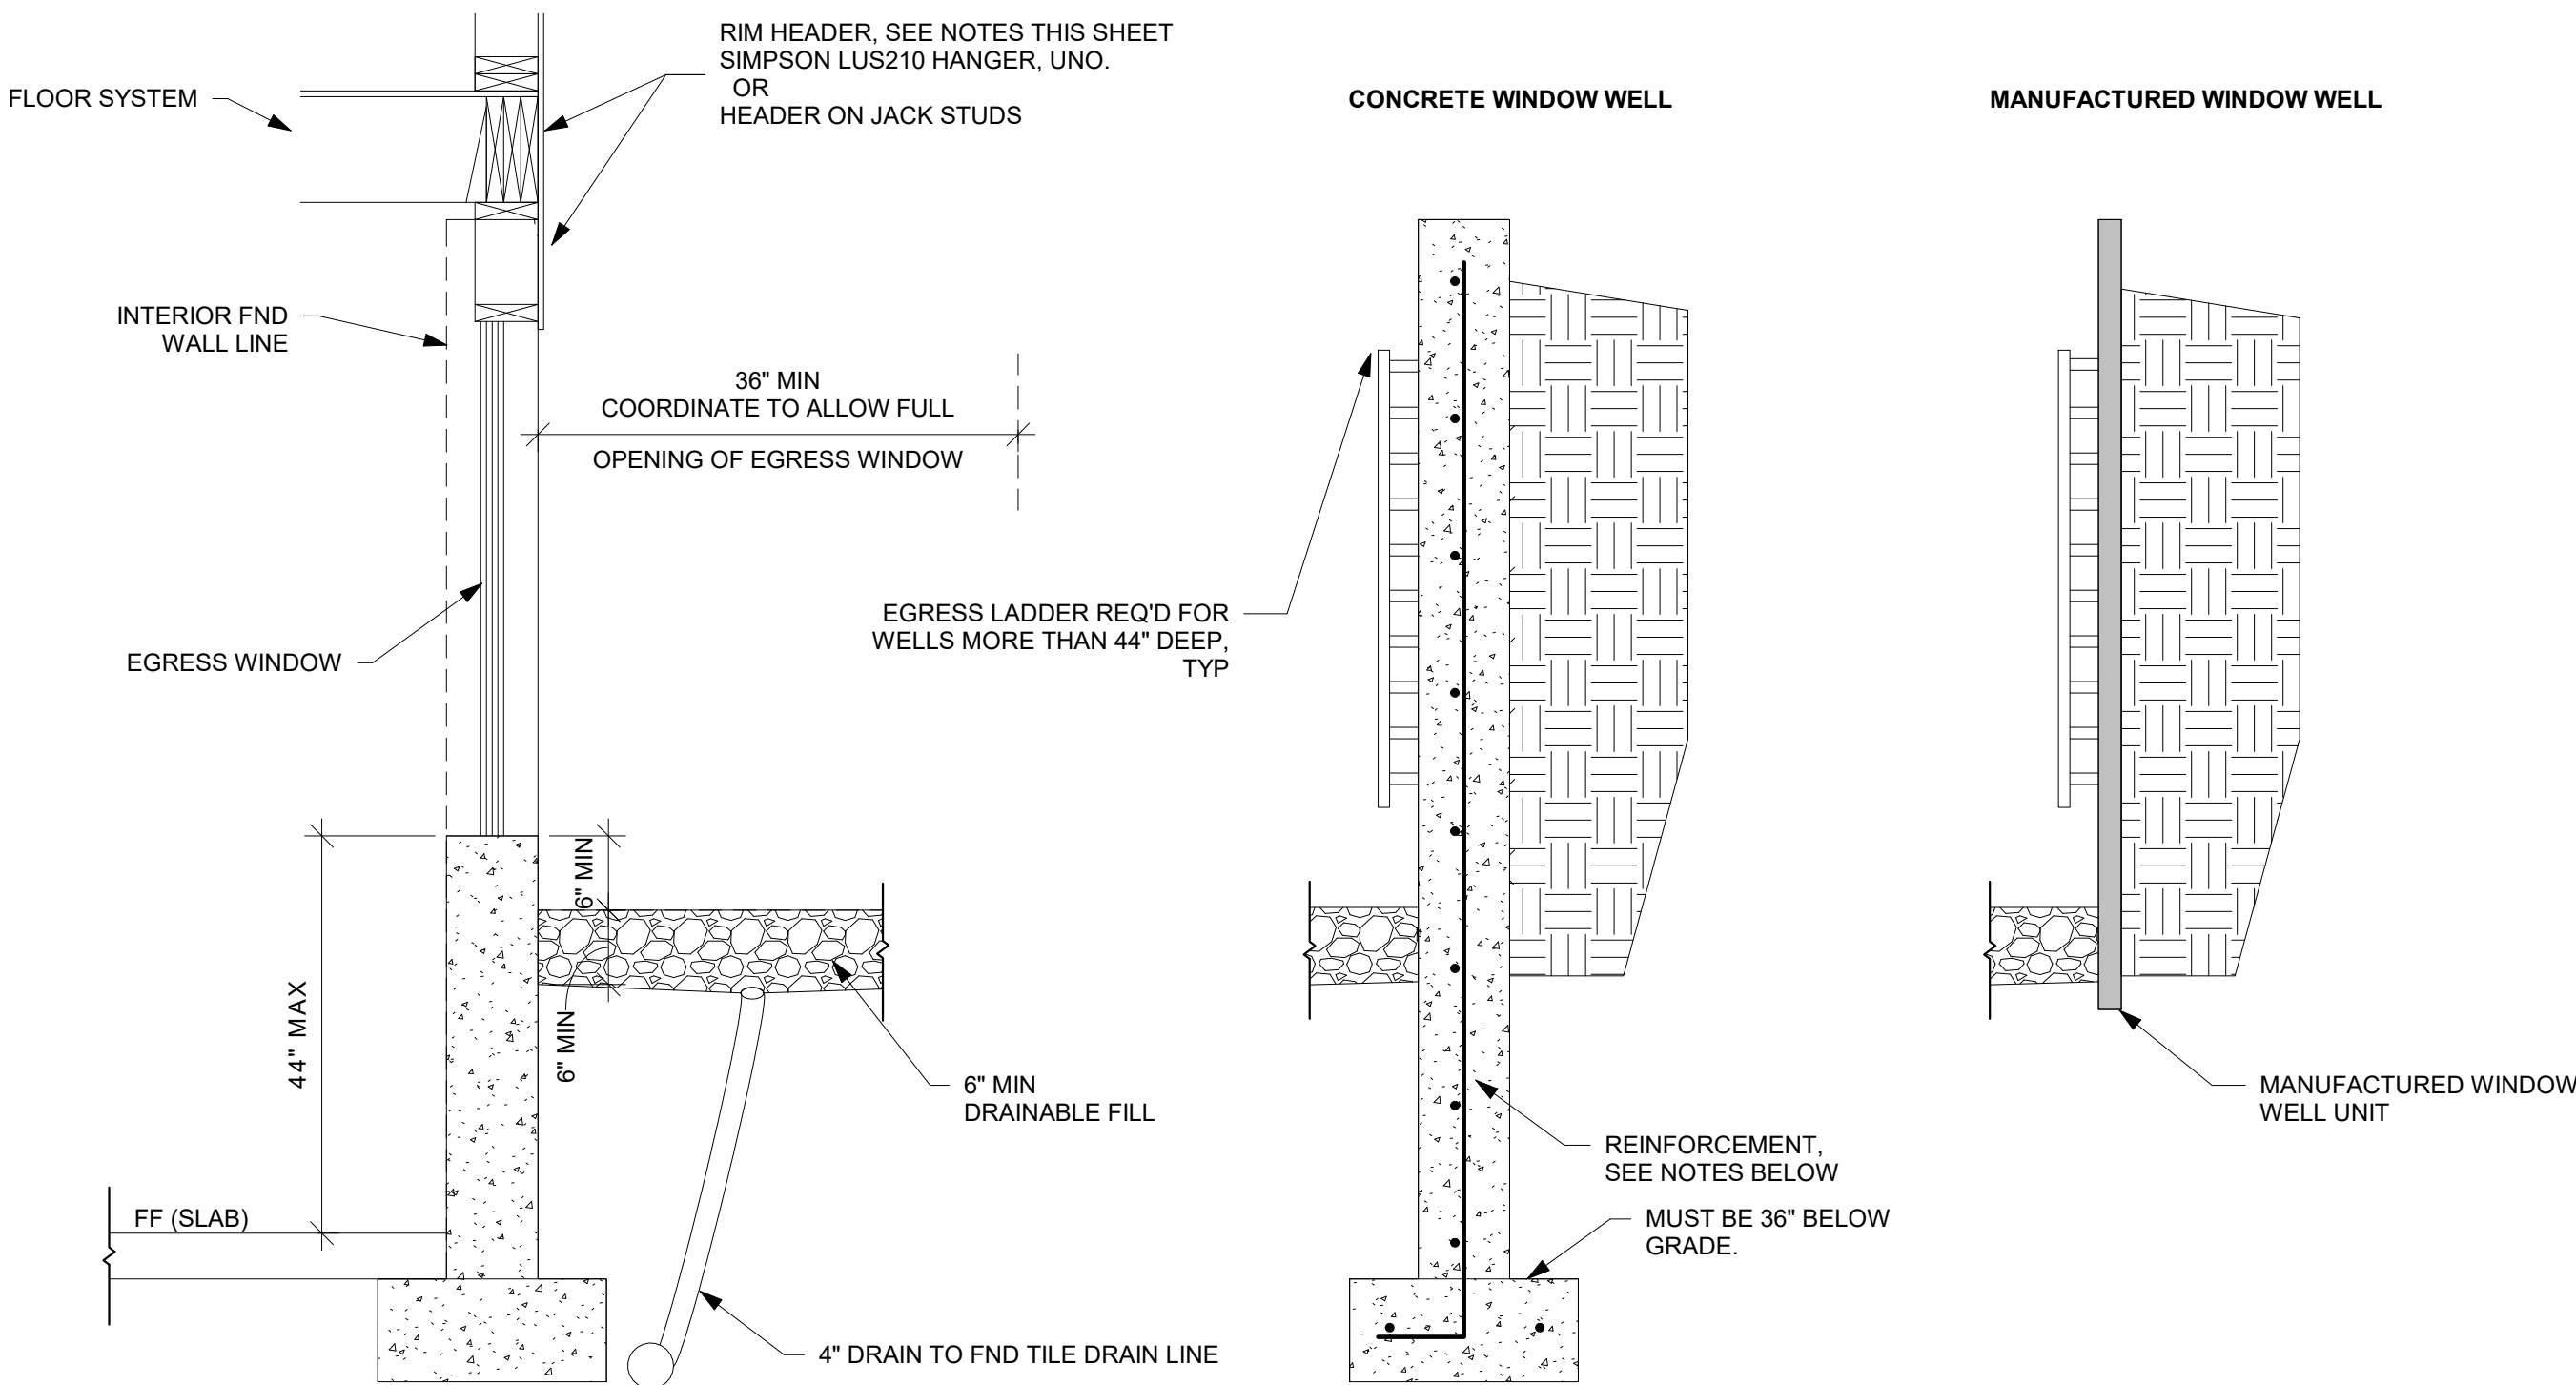 RIM HEADER, SEE NOTES THIS SHEET
SIMPSON LUS210 HANGER, UNO.
OR
HEADER ON JACK STUDS
FLOOR SYSTEM
CONCRETE WINDOW WELL
MANUFACTURED WINDOW WELL
INTERIOR FND
WALL LINE
36" MIN
COORDINATE TO ALLOW FULL
OPENING OF EGRESS WINDOW
EGRESS WINDOW
EGRESS LADDER REQ'D FOR
WELLS MORE THAN 44" DEEP,
TYP
6" MIN
44" MAX
6" MIN
6" MIN
DRAINABLE FILL
MANUFACTURED WINDOW
WELL UNIT
REINFORCEMENT,
SEE NOTES BELOW
MUST BE 36" BELOW
GRADE.
FF (SLAB)
4" DRAIN TO FND TILE DRAIN LINE